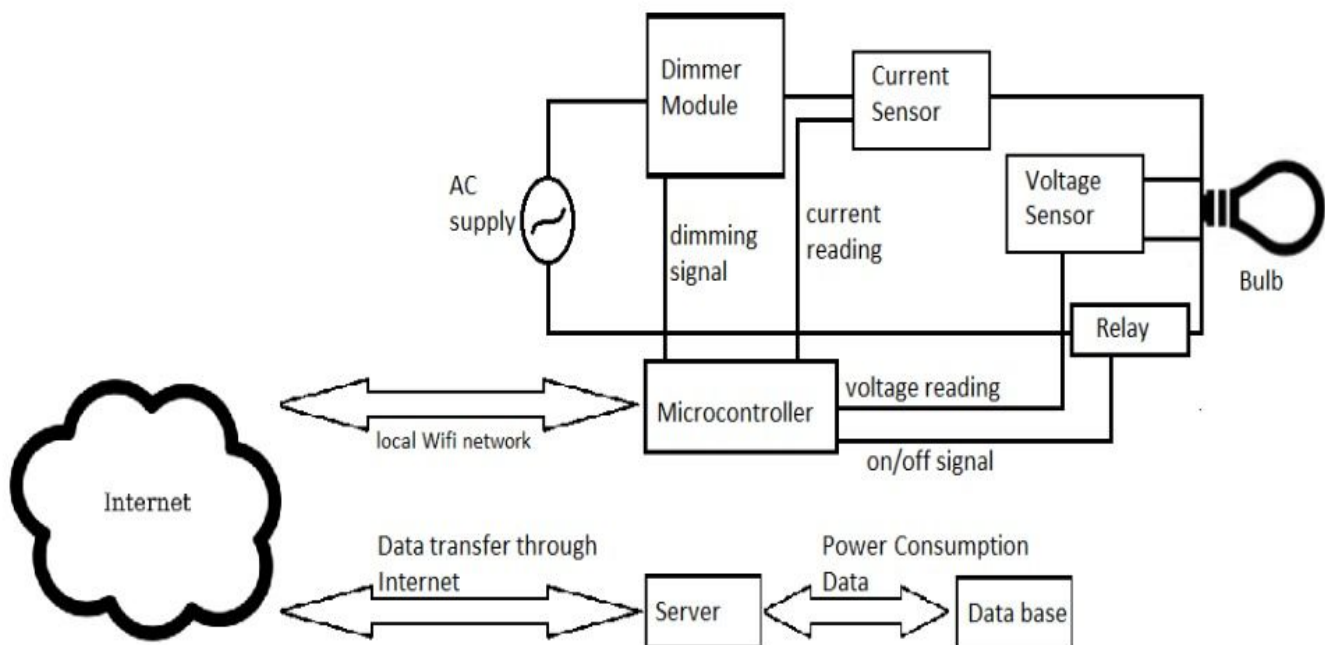 Dimmer
Module
Current
Sensor
AC
supply
Voltage
Sensor
dimming
signal
current
reading
Bulb
Relay
Microcontroller
voltage reading
on/off signal
local Wifi network
Internet
Data transfer through
Internet
Power Consumption
Data
Server
Data base